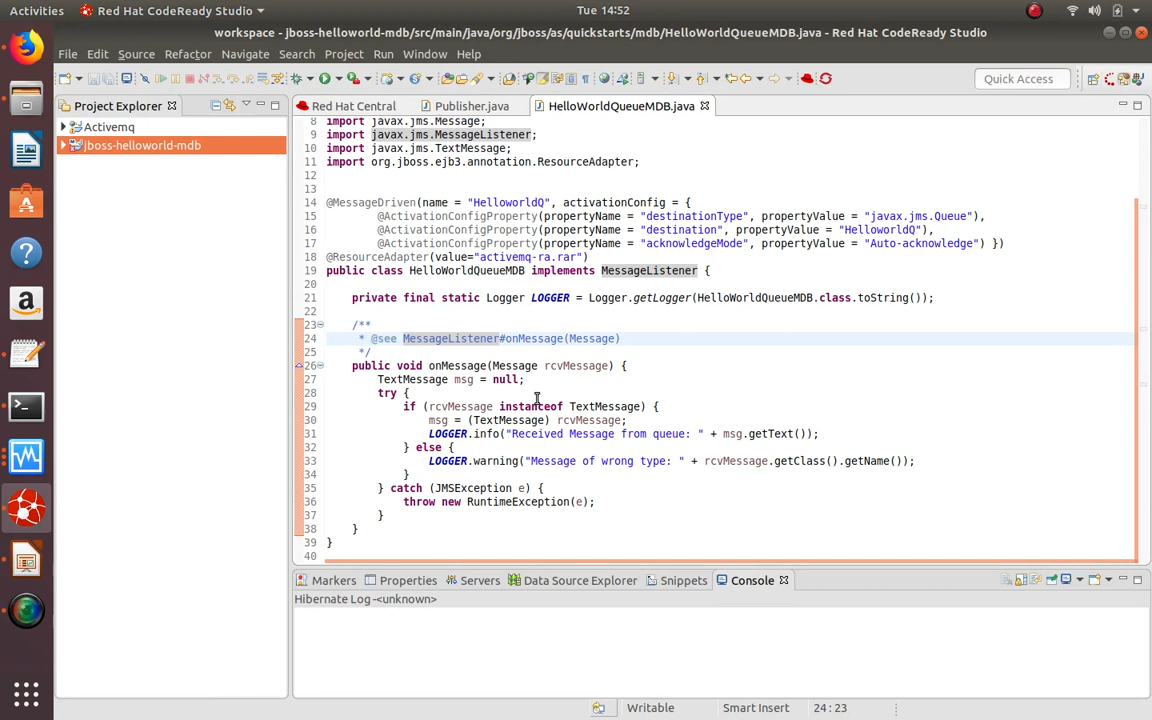 Activities
Red Hat CodeReady Studio
Tue 14:52
workspace - jboss-helloworld-mdb/src/main/java/org/jboss/as/quickstarts/mdb/HelloWorldQueueMDB.java - Red Hat CodeReady Studio
File Edit Source Refactor Navigate Search Project Run Window Help
Quick Access
Project Explorer
Red Hat Central
Publisher.java
HelloWorldQueueMDB.java
Activemq
jboss-helloworld-mdb
8 import javax.jms.Message;
9 import javax.jms.MessageListener;
10 import javax.jms.TextMessage;
11 import org.jboss.ejb3.annotation.ResourceAdapter;
12
13
14 @MessageDriven(name = "HelloworldQ", activationConfig = {
15 @ActivationConfigProperty(propertyName = "destinationType", propertyValue = "javax.jms.Queue"),
16 @ActivationConfigProperty(propertyName = "destination", propertyValue = "HelloworldQ"),
17 @ActivationConfigProperty(propertyName = "acknowledgeMode", propertyValue = "Auto-acknowledge") })
18 @ResourceAdapter(value="activemq-ra.rar")
19 public class HelloWorldQueueMDB implements MessageListener {
20
21 private final static Logger LOGGER = Logger.getLogger(HelloWorldQueueMDB.class.toString());
22
23 /**
24 * @see MessageListener#onMessage(Message)
25 */
26 public void onMessage(Message rcvMessage) {
27 TextMessage msg = null;
28 try {
29 if (rcvMessage instanceof TextMessage) {
30 msg = (TextMessage) rcvMessage;
31 LOGGER.info("Received Message from queue: " + msg.getText());
32 } else {
33 LOGGER.warning("Message of wrong type: " + rcvMessage.getClass().getName());
34 }
35 } catch (JMSException e) {
36 throw new RuntimeException(e);
37 }
38 }
39 }
40
Markers
Properties
Servers
Data Source Explorer
Snippets
Console
Hibernate Log -<unknown>
Writable
Smart Insert
24:23